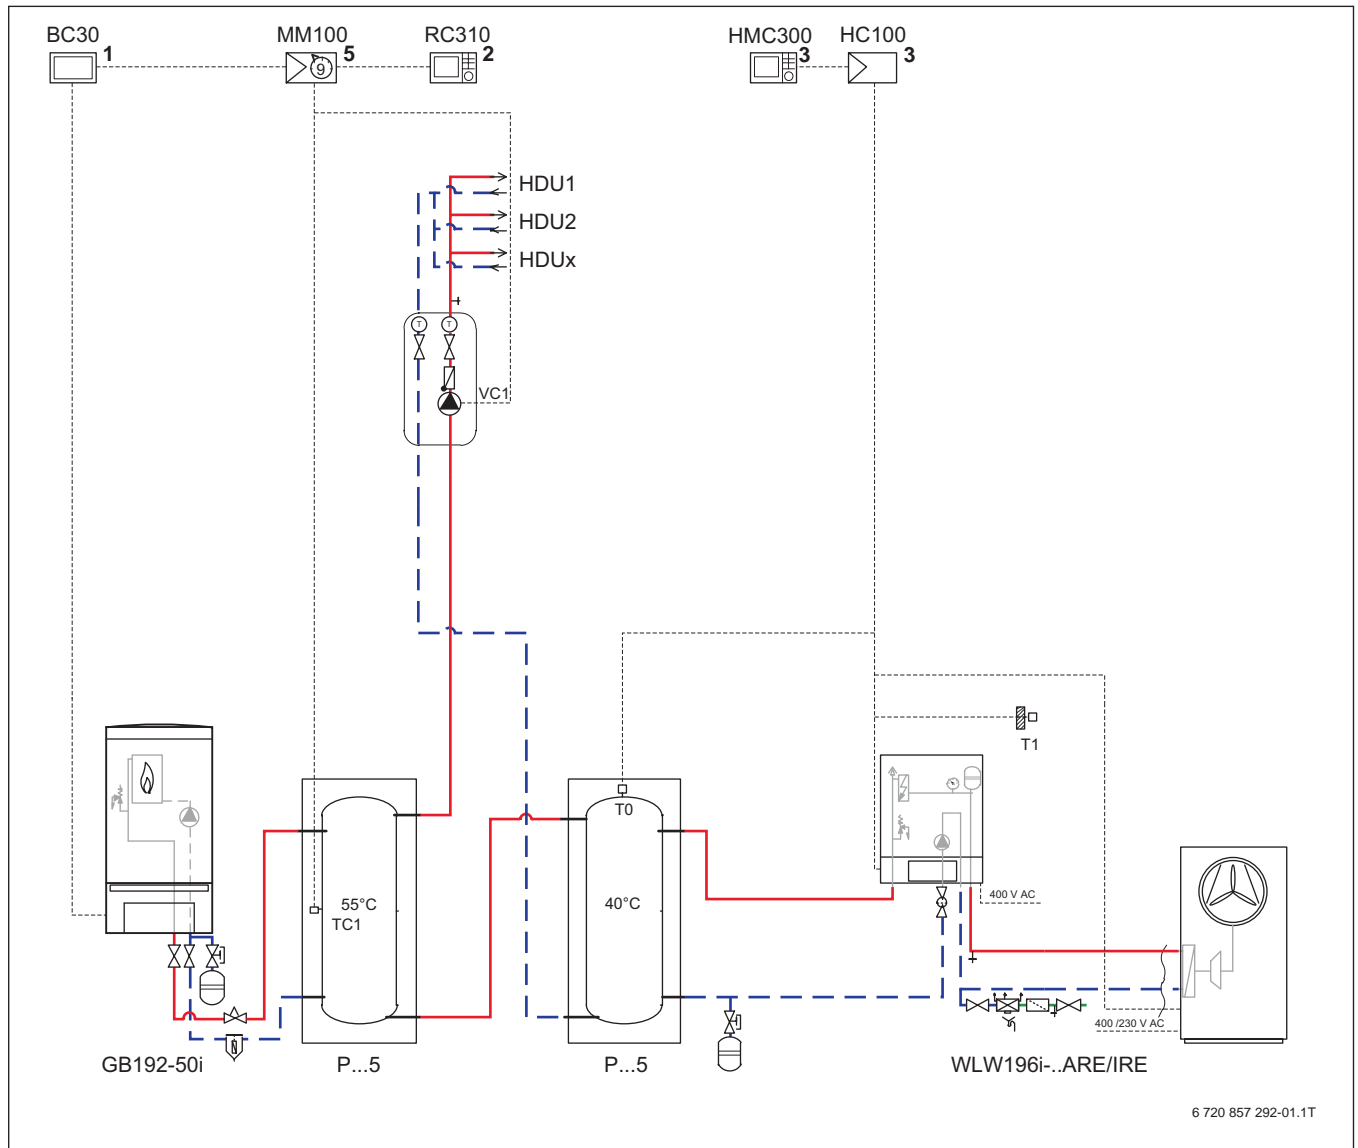 BC30 MM100 RC310 HMC300 HC100
1 5 2 3 3
9
HDU1
HDU2
HDUx
T T
VC1
T1
T0
55°C
TC1
40°C
400 V AC
400 /230 V AC
GB192-50i P...5 P...5 WLW196i-..ARE/IRE
6 720 857 292-01.1T